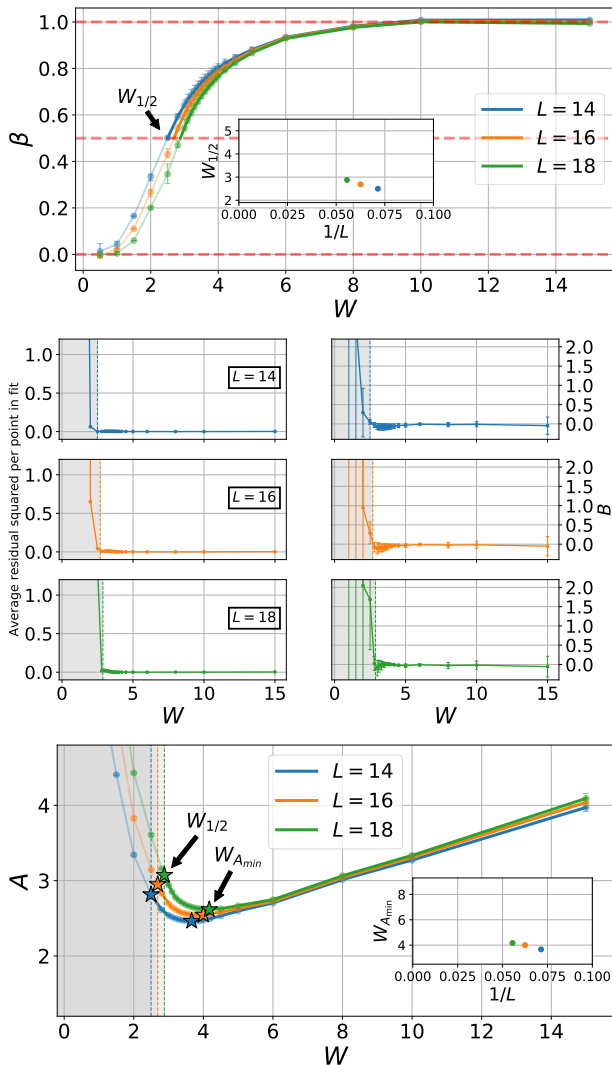 1.0
0.8
0.6
0.4
0.2
0.0
β
W1/2
L = 14
L = 16
L = 18
5
4
3
2
W1/2
0.000 0.025 0.050 0.075 0.100
1/L
0 2 4 6 8 10 12 14
W
Average residual squared per point in fit
1.0
0.5
0.0
L = 14
2.0
1.5
1.0
0.5
0.0
1.0
0.5
0.0
L = 16
2.0
1.5
1.0
0.5
0.0
B
1.0
0.5
0.0
L = 18
2.0
1.5
1.0
0.5
0.0
0 5 10 15
W
0 5 10 15
W
4
3
2
A
W1/2
WAmin
L = 14
L = 16
L = 18
8
6
4
WAmin
0.000 0.025 0.050 0.075 0.100
1/L
0 2 4 6 8 10 12 14
W